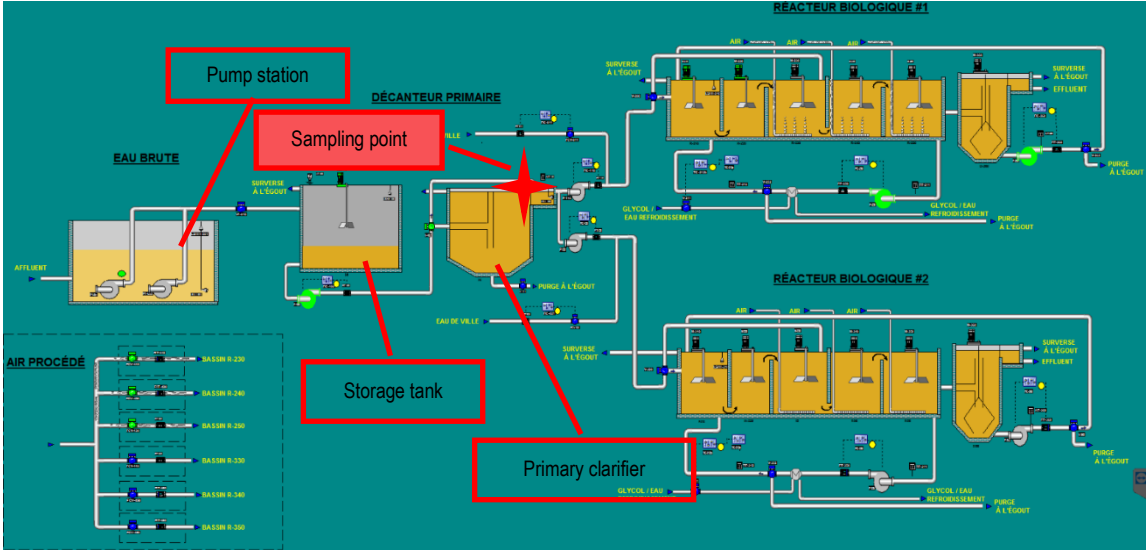 RÉACTEUR BIOLOGIQUE #1
AIR
AIR
AIR
SURVERSE
À L'ÉGOUT
SURVERSE
À L'ÉGOUT
EFFLUENT
Pump station
DÉCANTEUR PRIMAIRE
Sampling point
VILLE
EAU BRUTE
SURVERSE
À L'ÉGOUT
PURGE
À L'ÉGOUT
GLYCOL /
EAU REFROIDISSEMENT
GLYCOL / EAU
REFROIDISSEMENT
PURGE
À L'ÉGOUT
AFFLUENT
PURGE À L'ÉGOUT
RÉACTEUR BIOLOGIQUE #2
EAU DE VILLE
AIR
AIR
AIR
SURVERSE
À L'ÉGOUT
SURVERSE
À L'ÉGOUT
EFFLUENT
AIR PROCÉDÉ
BASSIN R-230
BASSIN R-240
BASSIN R-250
BASSIN R-330
BASSIN R-340
BASSIN R-350
Storage tank
Primary clarifier
PURGE
À L'ÉGOUT
GLYCOL / EAU
GLYCOL / EAU
REFROIDISSEMENT
PURGE
À L'ÉGOUT